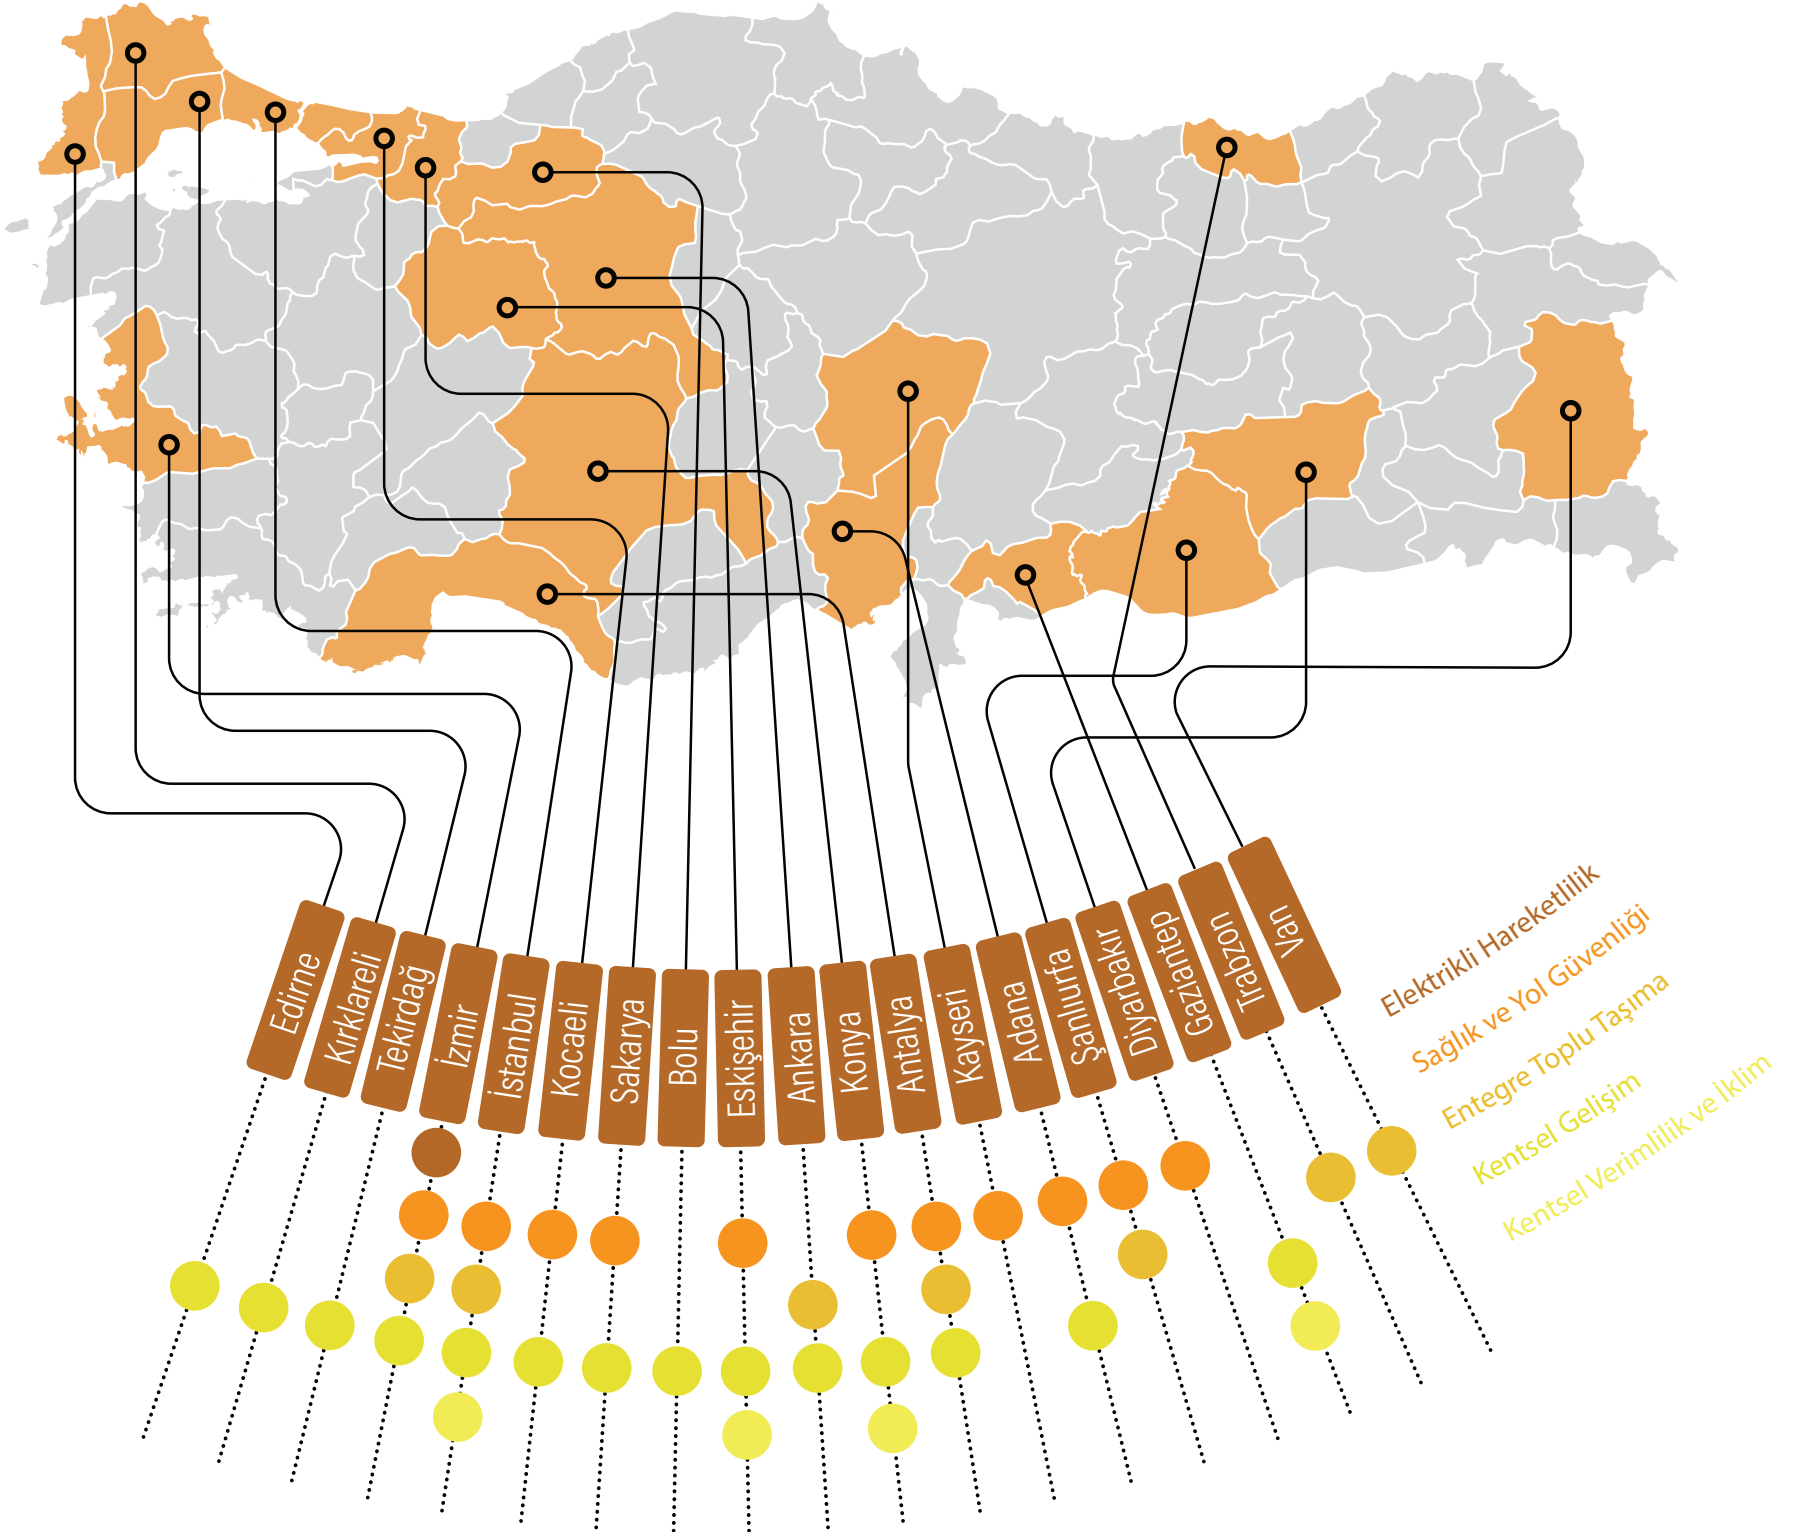 Edirne
Kırklareli
Tekirdağ
İzmir
İstanbul
Kocaeli
Sakarya
Bolu
Eskişehir
Ankara
Konya
Antalya
Kayseri
Adana
Şanlıurfa
Diyarbakır
Gaziantep
Trabzon
Van
Elektrikli Hareketlilik
Sağlık ve Yol Güvenliği
Entegre Toplu Taşıma
Kentsel Gelişim
Kentsel Verimlilik ve İklim